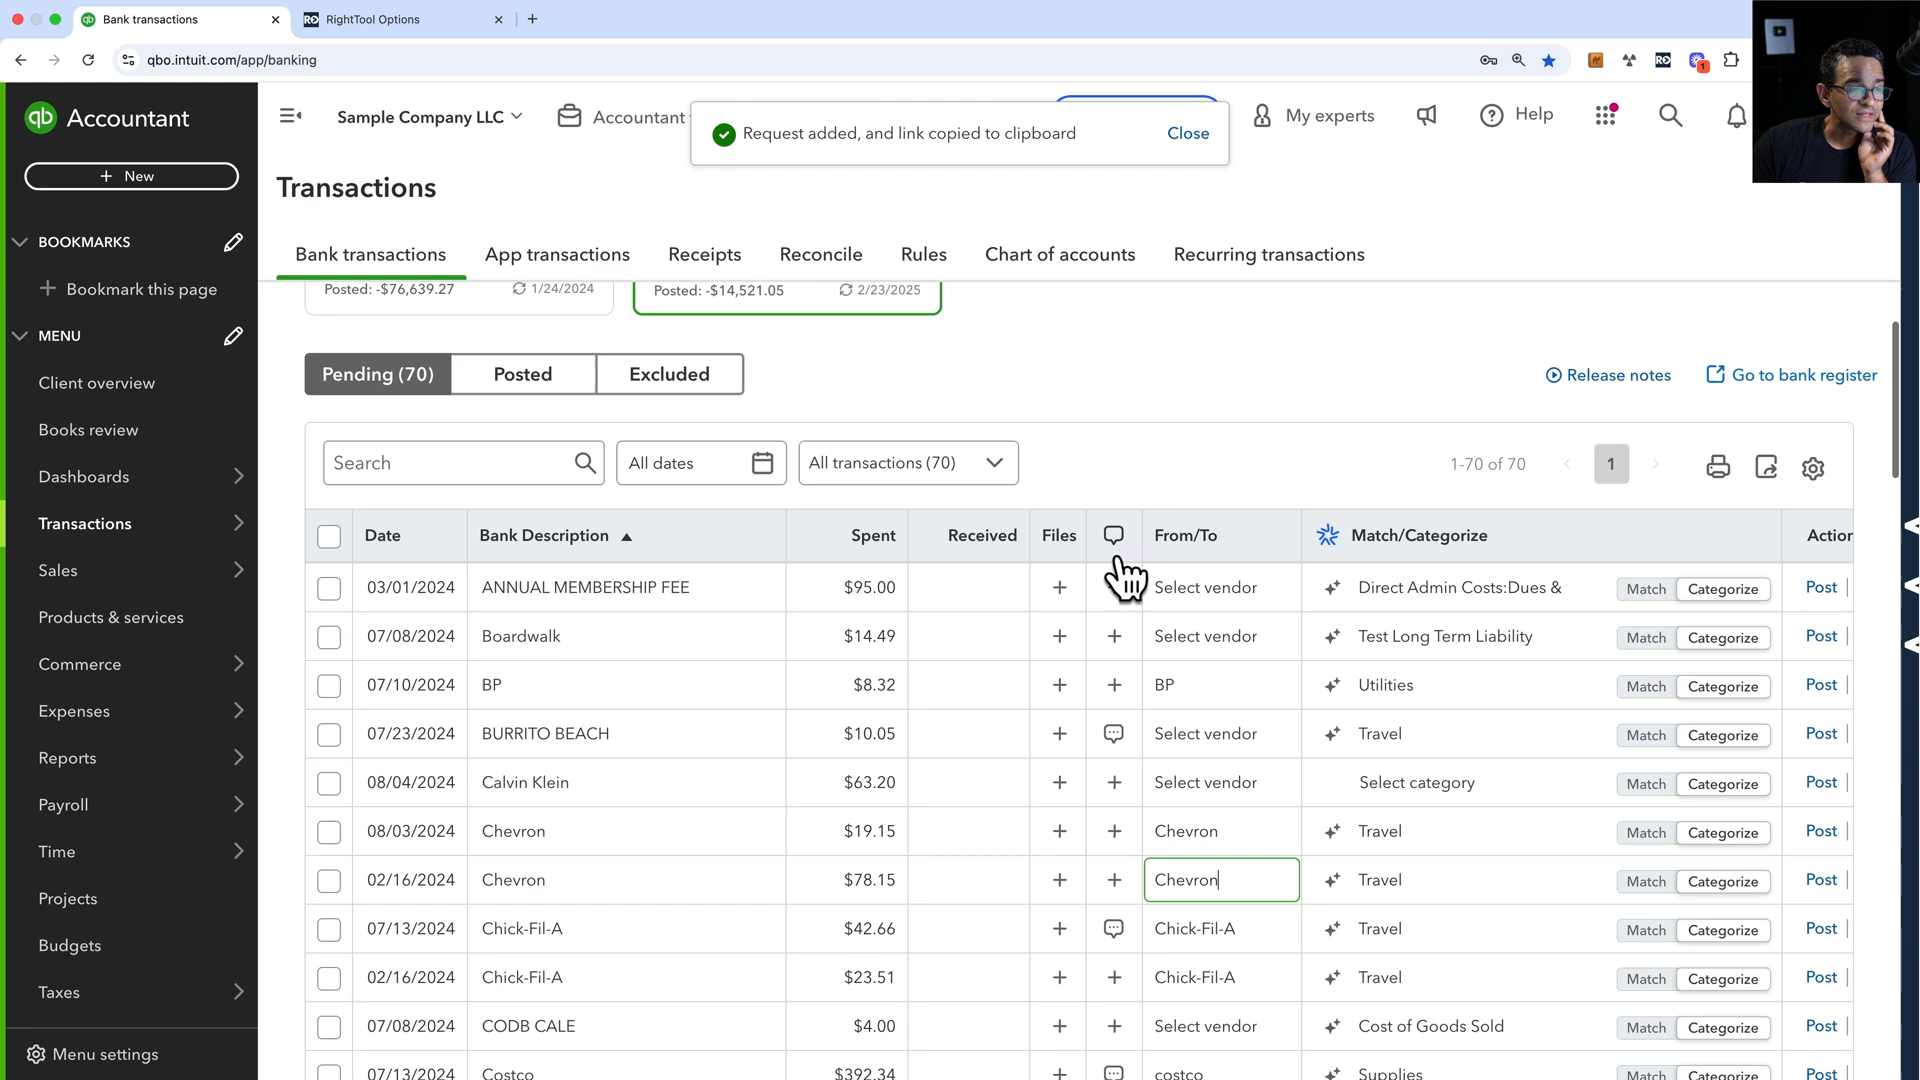 Bank transactions
RightTool Options
qbo.intuit.com/app/banking
1
qb Accountant
Sample Company LLC
Accountant
Request added, and link copied to clipboard
Close
My experts
Help
+ New
Transactions
BOOKMARKS
Bookmark this page
MENU
Client overview
Books review
Dashboards
Transactions
Sales
Products & services
Commerce
Expenses
Reports
Payroll
Time
Projects
Budgets
Taxes
Menu settings
Bank transactions App transactions Receipts Reconcile Rules Chart of accounts Recurring transactions
Posted: -$76,639.27 1/24/2024
Posted: -$14,521.05 2/23/2025
Pending (70) Posted Excluded
Release notes Go to bank register
Search All dates All transactions (70) 1-70 of 70 1
Date Bank Description Spent Received Files From/To Match/Categorize Action
03/01/2024 ANNUAL MEMBERSHIP FEE $95.00 + Select vendor Direct Admin Costs:Dues & Match Categorize Post
07/08/2024 Boardwalk $14.49 + + Select vendor Test Long Term Liability Match Categorize Post
07/10/2024 BP $8.32 + + BP Utilities Match Categorize Post
07/23/2024 BURRITO BEACH $10.05 + Select vendor Travel Match Categorize Post
08/04/2024 Calvin Klein $63.20 + + Select vendor Select category Match Categorize Post
08/03/2024 Chevron $19.15 + + Chevron Travel Match Categorize Post
02/16/2024 Chevron $78.15 + + Chevron Travel Match Categorize Post
07/13/2024 Chick-Fil-A $42.66 + Chick-Fil-A Travel Match Categorize Post
02/16/2024 Chick-Fil-A $23.51 + + Chick-Fil-A Travel Match Categorize Post
07/08/2024 CODB CALE $4.00 + + Select vendor Cost of Goods Sold Match Categorize Post
07/13/2024 Costco $392.34 + costco Supplies Match Categorize Post